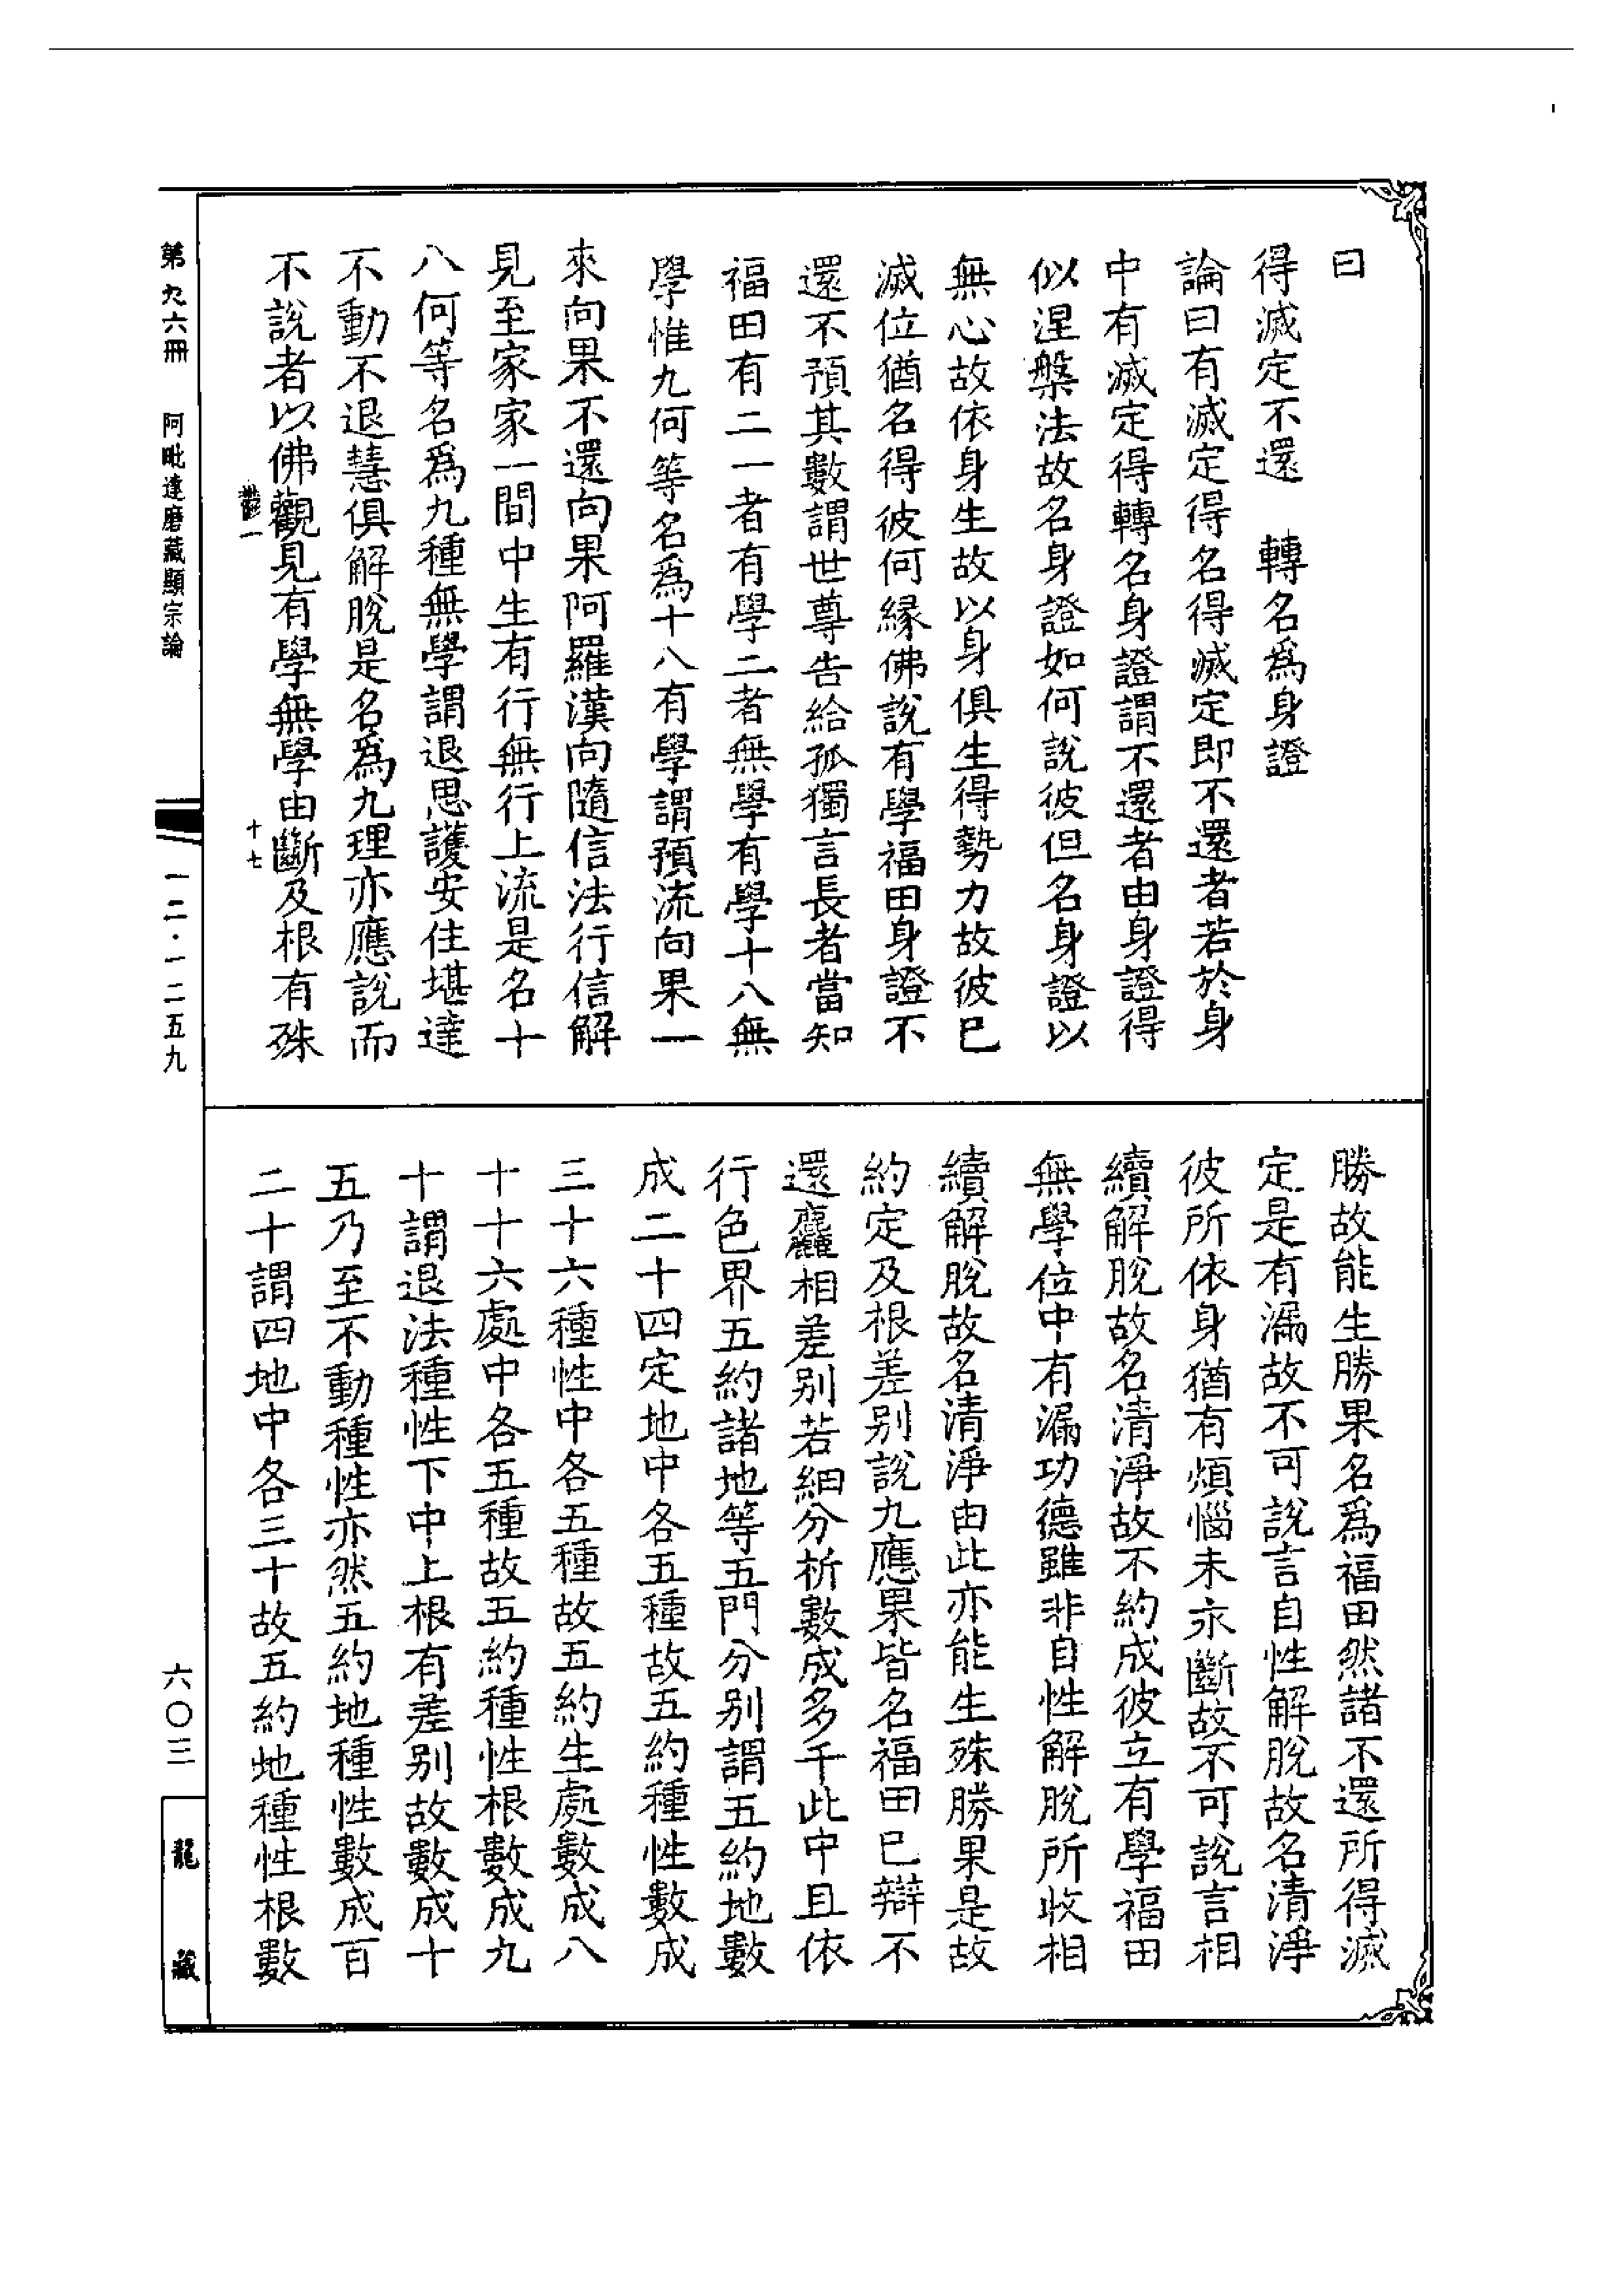 曰
得滅定不還　轉名爲身證
論曰有滅定得名得滅定即不還者若於身
中有滅定得轉名身證謂不還者由身證得
似涅槃法故名身證如何說彼但名身證以
無心故依身生故以身俱生得勢力故彼已
滅位猶名得彼何緣佛說有學福田身證不
還不預其數謂世尊告給孤獨言長者當知
福田有二一者有學二者無學有學十八無
學惟九何等名爲十八有學謂預流向果一
來向果不還向果阿羅漢向隨信法行信解
見至家家一間中生有行無行上流是名十
八何等名爲九種無學謂退思護安住堪達
不動不退慧俱解脫是名爲九理亦應說而
不說者以佛觀見有學無學由斷及根有殊
勝故能生勝果名爲福田然諸不還所得滅
定是有漏故不可說言自性解脫故名清淨
彼所依身猶有煩惱未永斷故不可說言相
續解脫故名清淨故不約成彼立有學福田
無學位中有漏功德雖非自性解脫所收相
續解脫故名清淨由此亦能生殊勝果是故
約定及根差别說九應果皆名福田已辯不
還麤相差别若細分析數成多千此中且依
行色界五約諸地等五門分别謂五約地數
成二十四定地中各五種故五約種性數成
三十六種性中各五種故五約生處數成八
十十六處中各五種故五約種性根數成九
十謂退法種性下中上根有差别故數成十
五乃至不動種性亦然五約地種性數成百
二十謂四地中各三十故五約地種性根數
鬱一
十七
第九六冊　阿毗達磨藏顯宗論
一二·一二五九
六〇三
龍藏